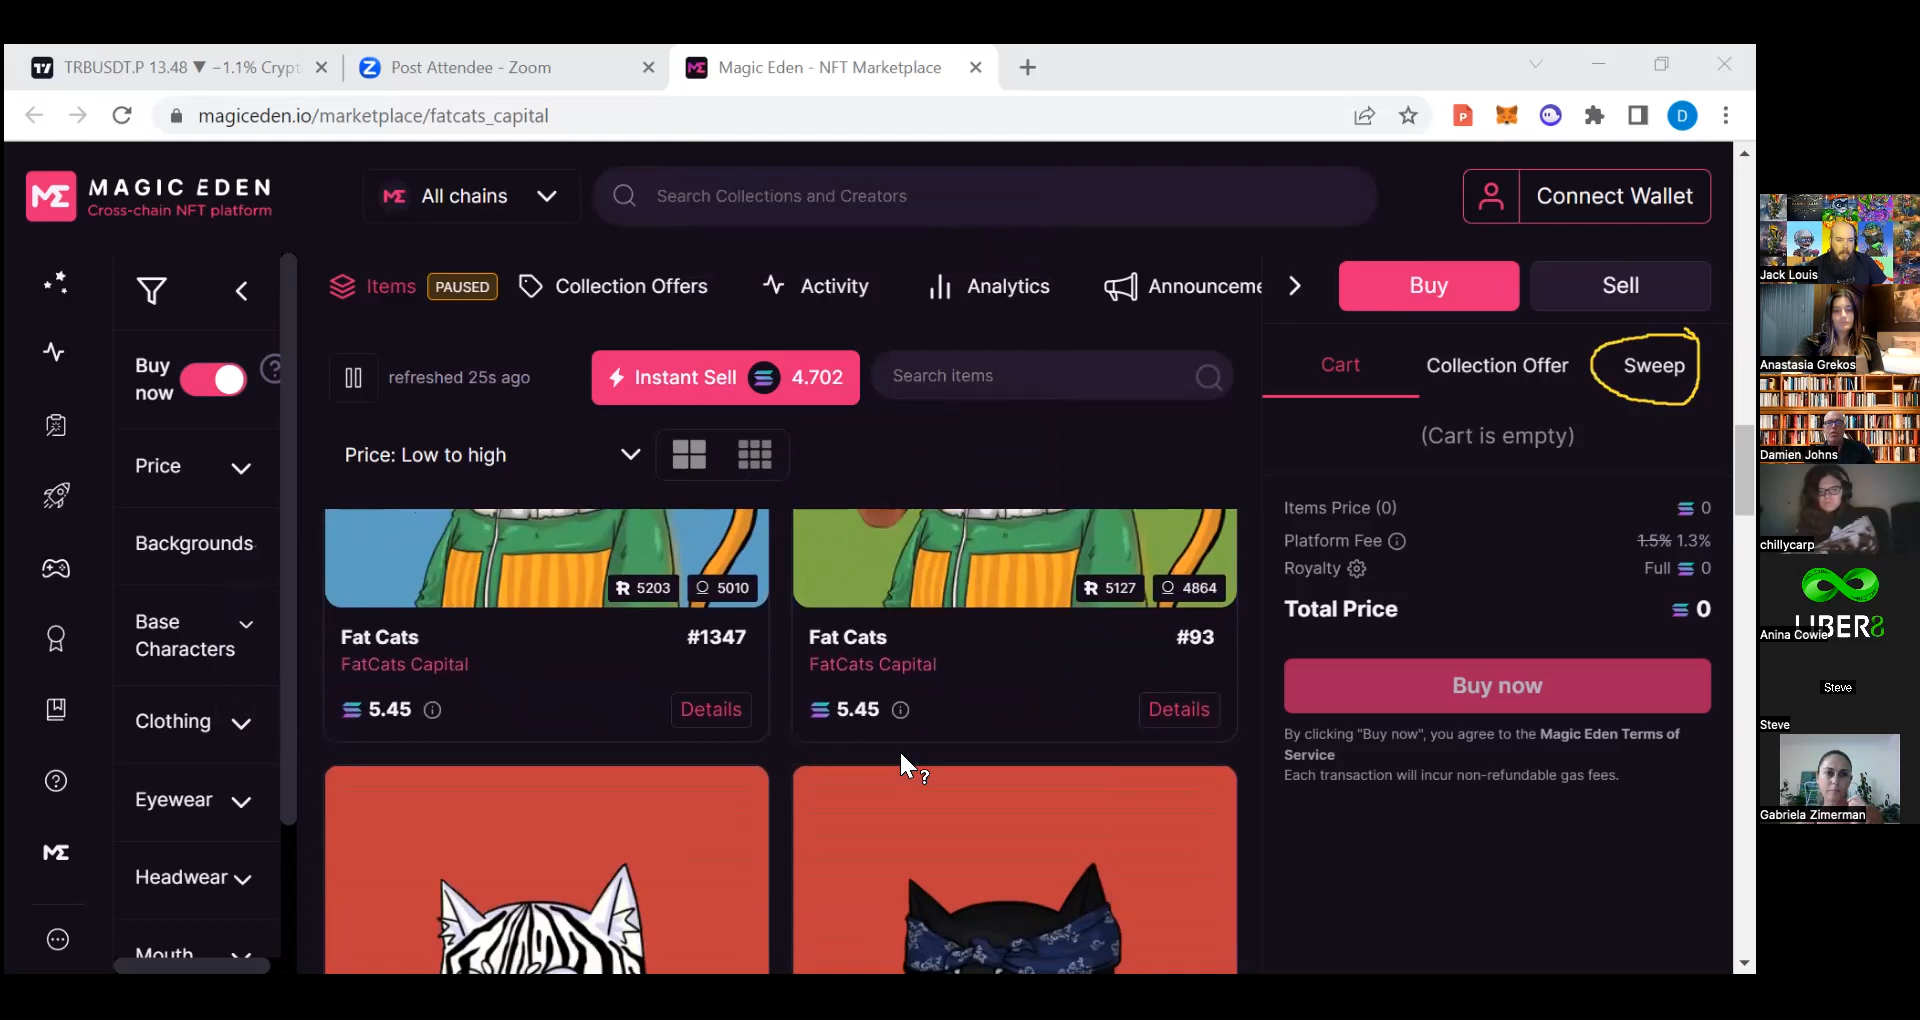 TRBUSDT.P 13.48 ▼ −1.1% Crypt
Post Attendee - Zoom
Magic Eden - NFT Marketplace
magiceden.io/marketplace/fatcats_capital
P
D
MAGIC EDEN
Cross-chain NFT platform
All chains
Search Collections and Creators
Connect Wallet
Items PAUSED
Collection Offers
Activity
Analytics
Announceme
Buy
Sell
Buy now
refreshed 25s ago
Instant Sell 4.702
Search items
Cart
Collection Offer
Sweep
(Cart is empty)
Price: Low to high
Price
Backgrounds
Base Characters
Clothing
Eyewear
Headwear
Mouth
5203
5010
Fat Cats #1347
FatCats Capital
5.45
Details
5127
4864
Fat Cats #93
FatCats Capital
5.45
Details
Items Price (0) 0
Platform Fee 1.5% 1.3%
Royalty Full 0
Total Price 0
Buy now
By clicking "Buy now", you agree to the Magic Eden Terms of
Service
Each transaction will incur non-refundable gas fees.
Jack Louis
Anastasia Grekos
Damien Johns
chillycarp
LIBER8
Anina Cowie
Steve
Steve
Gabriela Zimerman